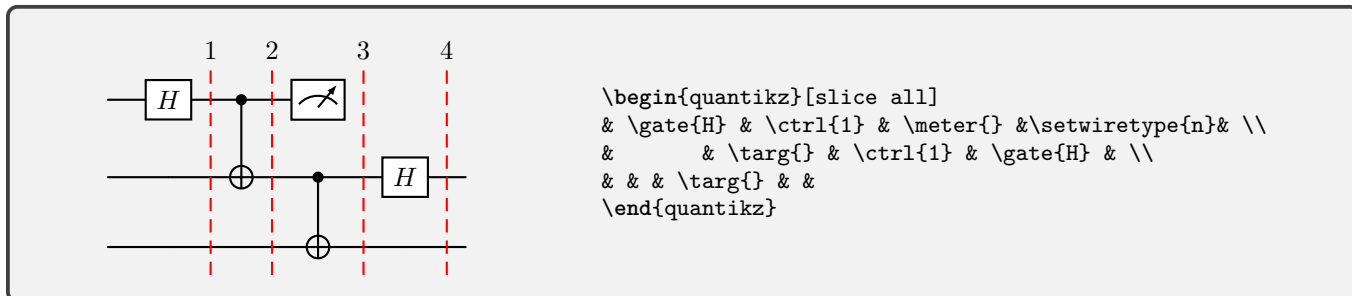 1 2 3 4
H
H
\begin{quantikz}[slice all]
& \gate{H} & \ctrl{1} & \meter{} &\setwiretype{n}& \\
&       & \targ{} & \ctrl{1} & \gate{H} & \\
& & & \targ{} & &
\end{quantikz}